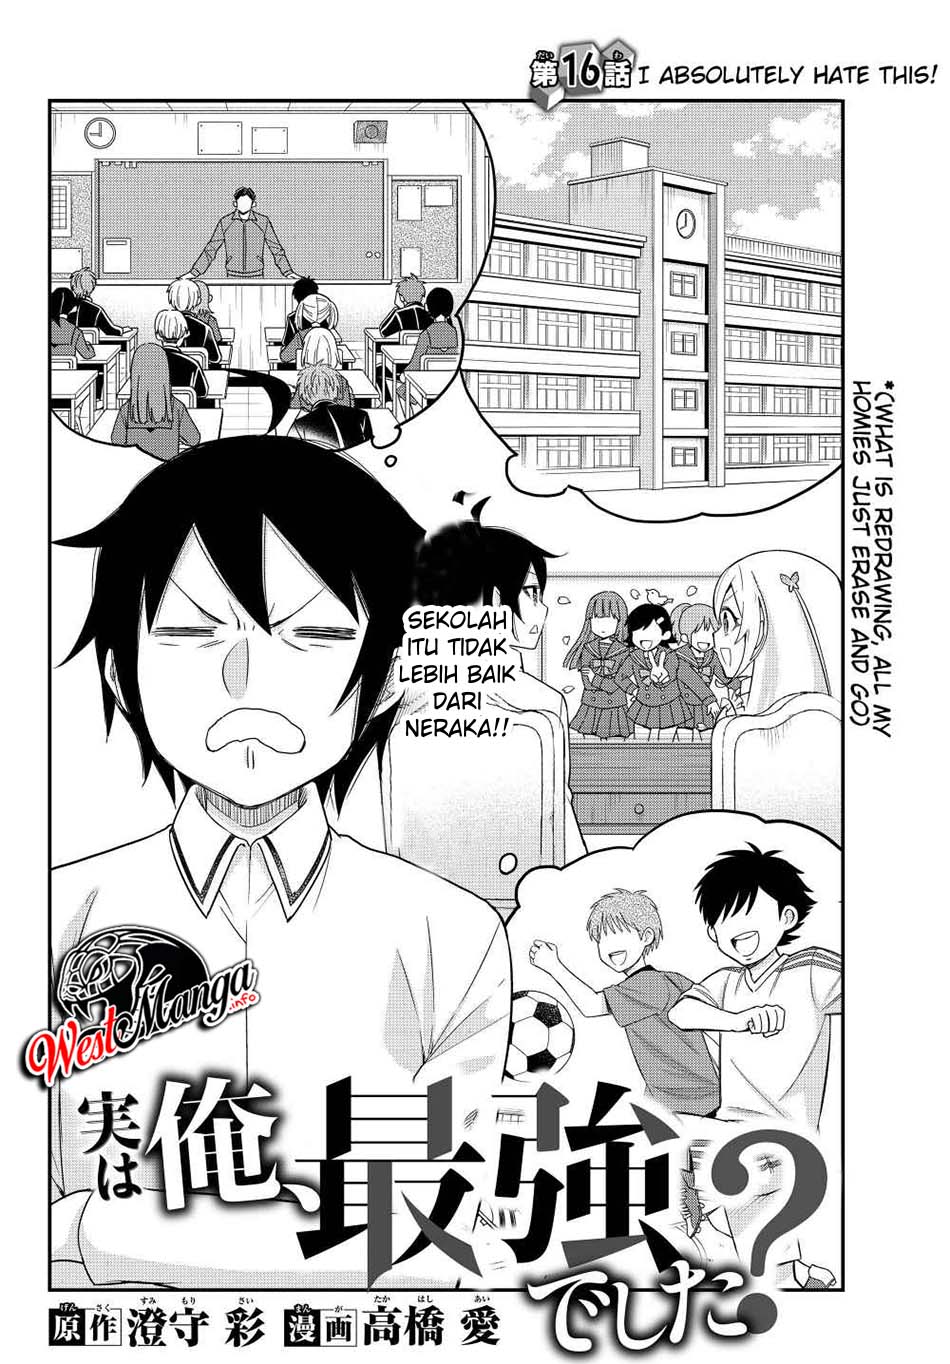 第16話 I ABSOLUTELY HATE THIS!
*(WHAT IS REDRAWING, ALL MY
HOMIES JUST ERASE AND GO)
SEKOLAH
ITU TIDAK
LEBIH BAIK
DARI
NERAKA!!
WestManga
.info
実は俺、最強でした?
原作 澄守彩 漫画 高橋愛